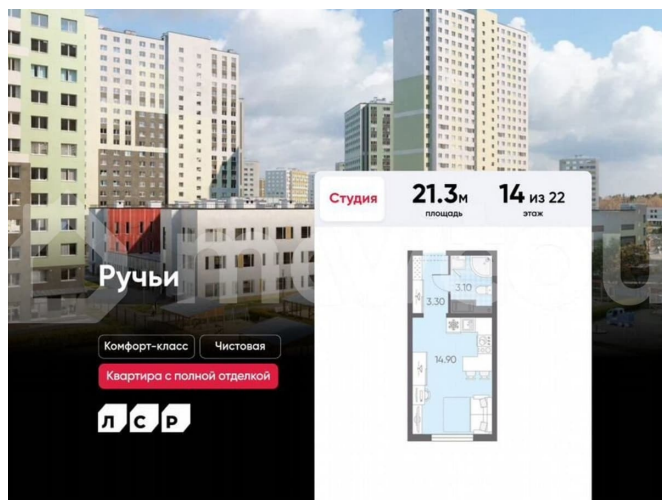 Студия
21.3м
площадь
14 из 22
этаж
Ручьи
3.10
3.30
14.90
Комфорт-класс
Чистовая
Квартира с полной отделкой
ЛСР